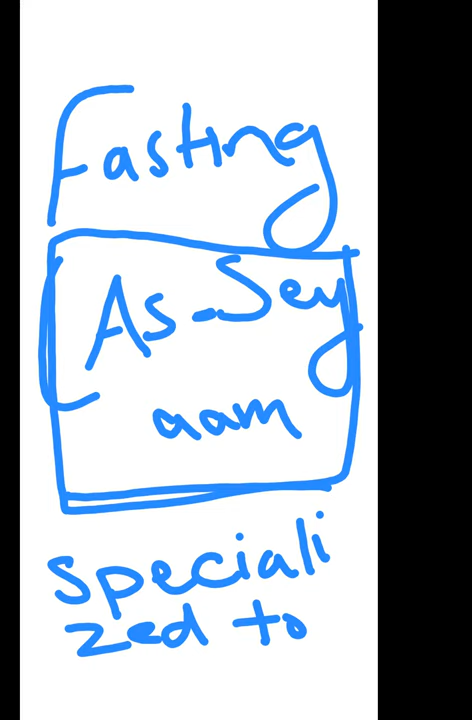 Fasting
As-Sey
aam
speciali
zed to